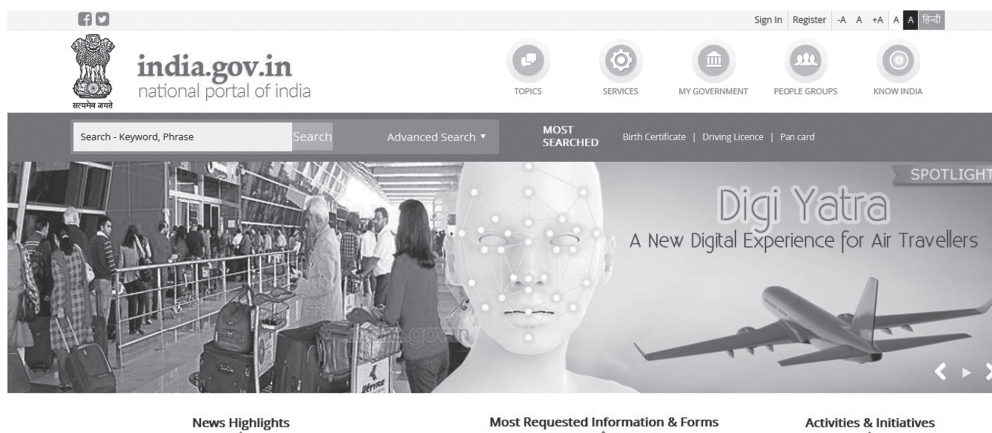 Sign In Register -A A +A A A हिन्दी
सत्यमेव जयते
india.gov.in
national portal of india
TOPICS SERVICES MY GOVERNMENT PEOPLE GROUPS KNOW INDIA
Search - Keyword, Phrase Search Advanced Search
MOST SEARCHED
Birth Certificate | Driving Licence | Pan card
SPOTLIGHT
Digi Yatra
A New Digital Experience for Air Travellers
News Highlights Most Requested Information & Forms Activities & Initiatives